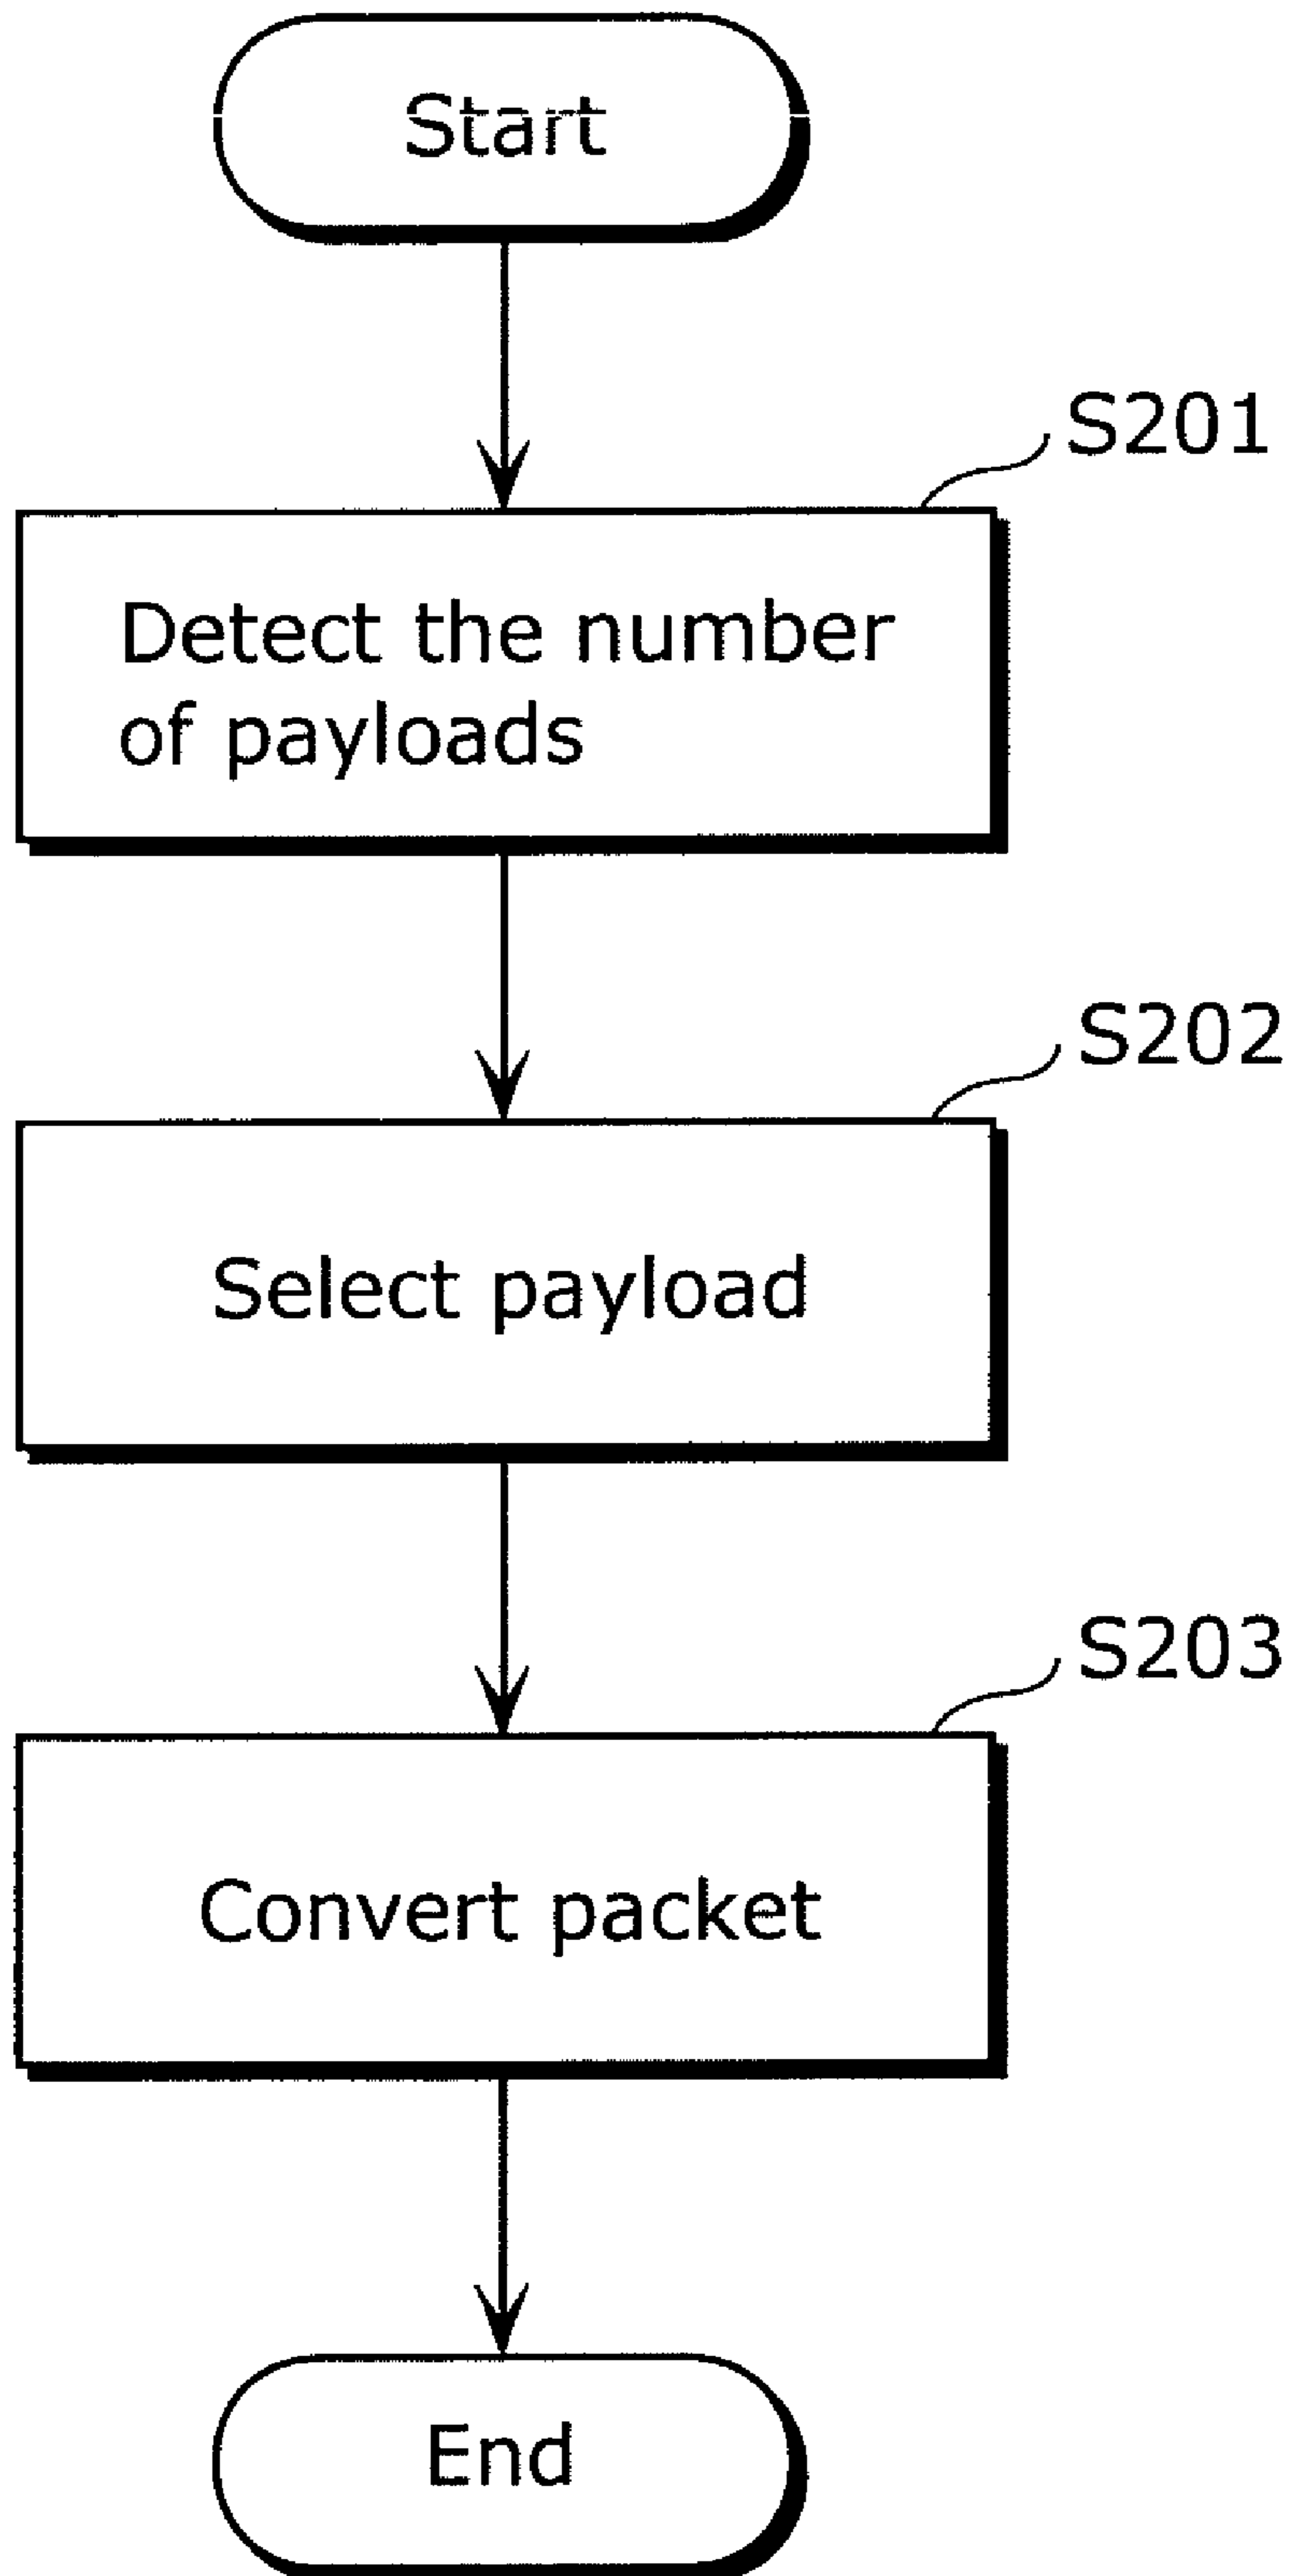 Start
S201
Detect the number
of payloads
S202
Select payload
S203
Convert packet
End